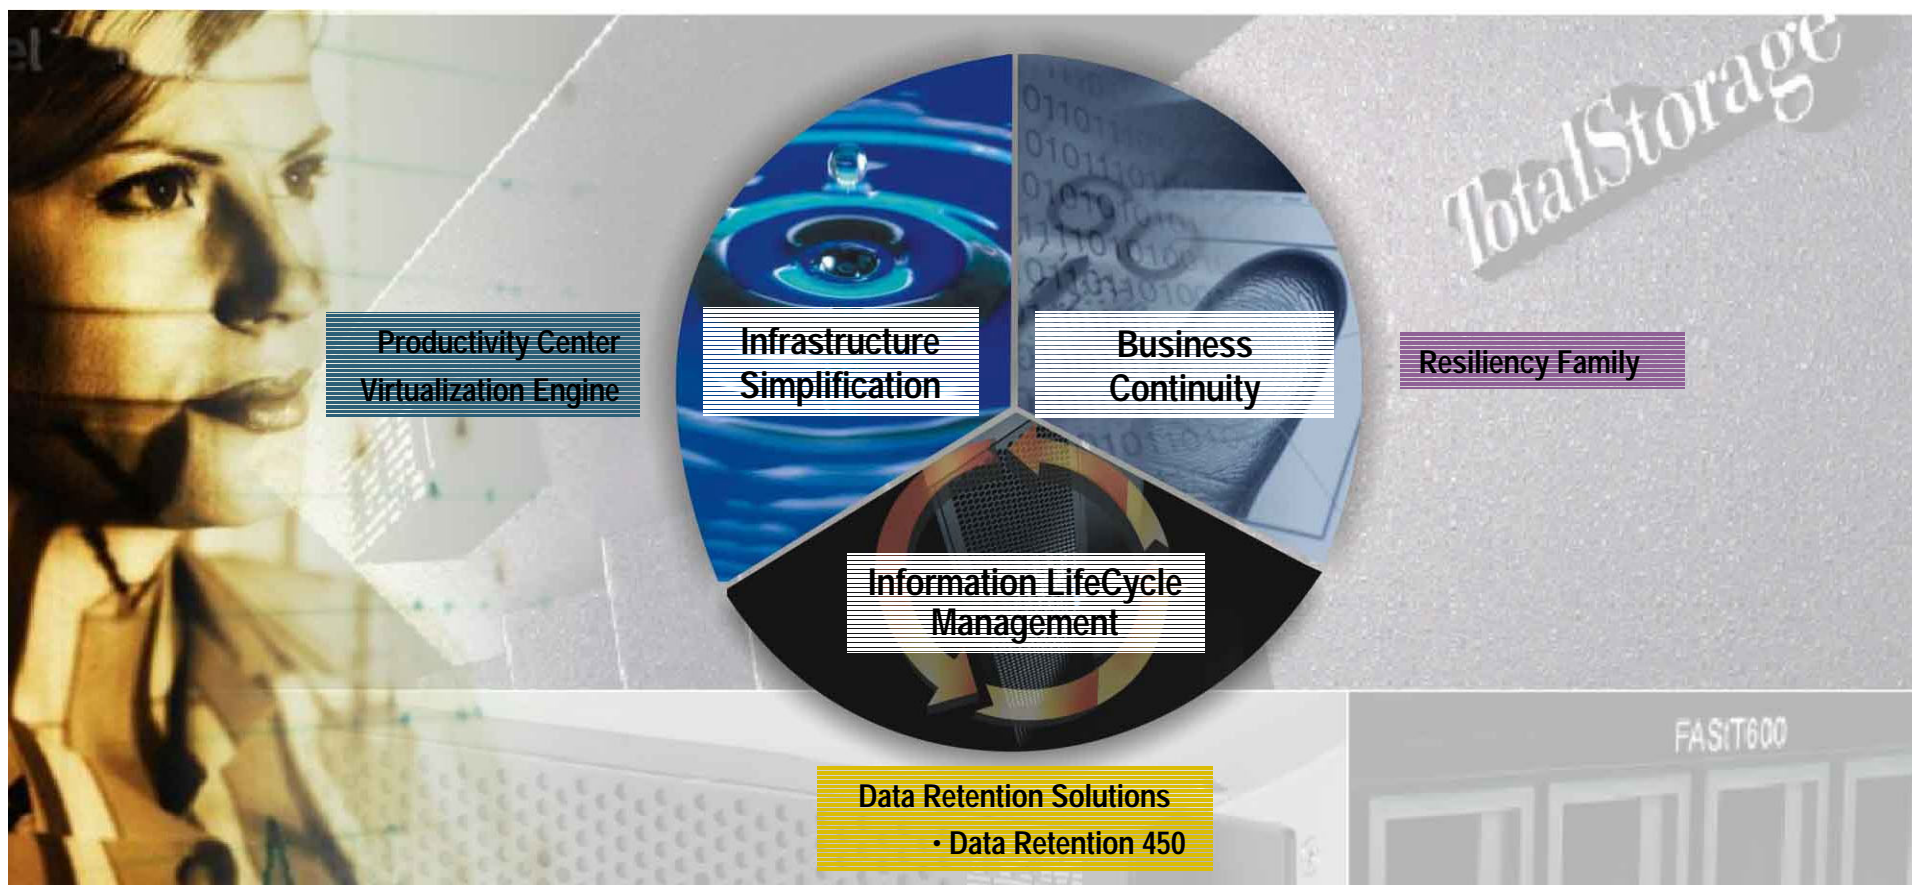 TotalStorage
Productivity Center
Virtualization Engine
Infrastructure
Simplification
Business
Continuity
Resiliency Family
Information LifeCycle
Management
FAStT600
Data Retention Solutions
• Data Retention 450